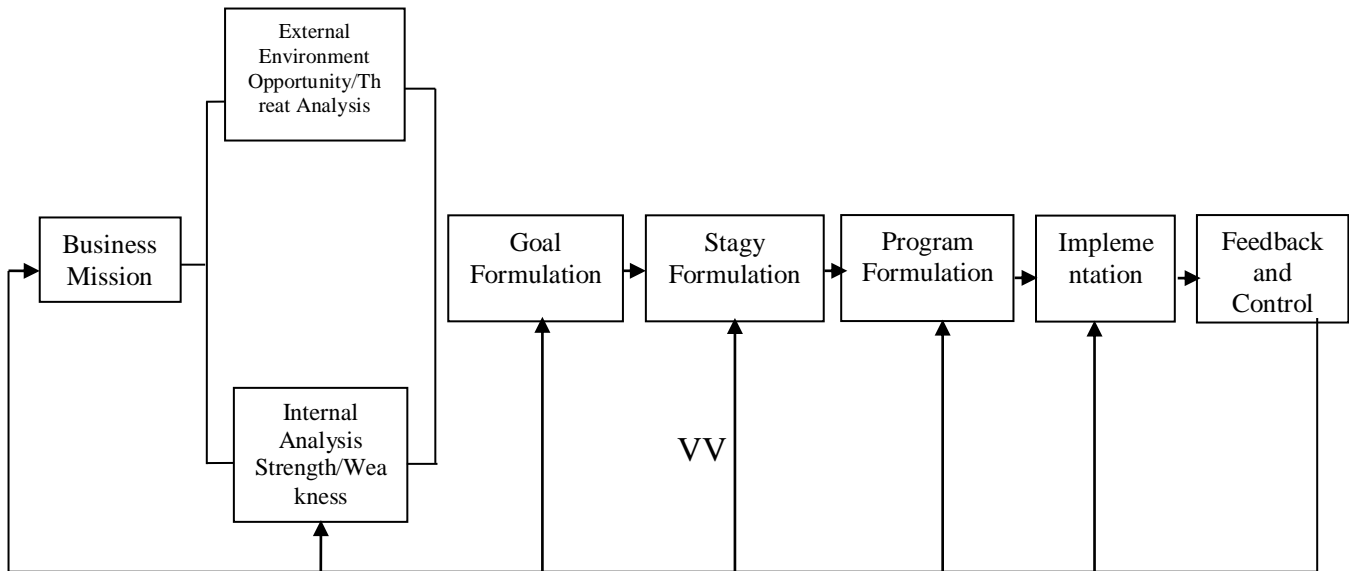 External
Environment
Opportunity/Th
reat Analysis
Business
Mission
Internal
Analysis
Strength/Wea
kness
Goal
Formulation
Stagy
Formulation
Program
Formulation
Impleme
ntation
Feedback
and
Control
VV